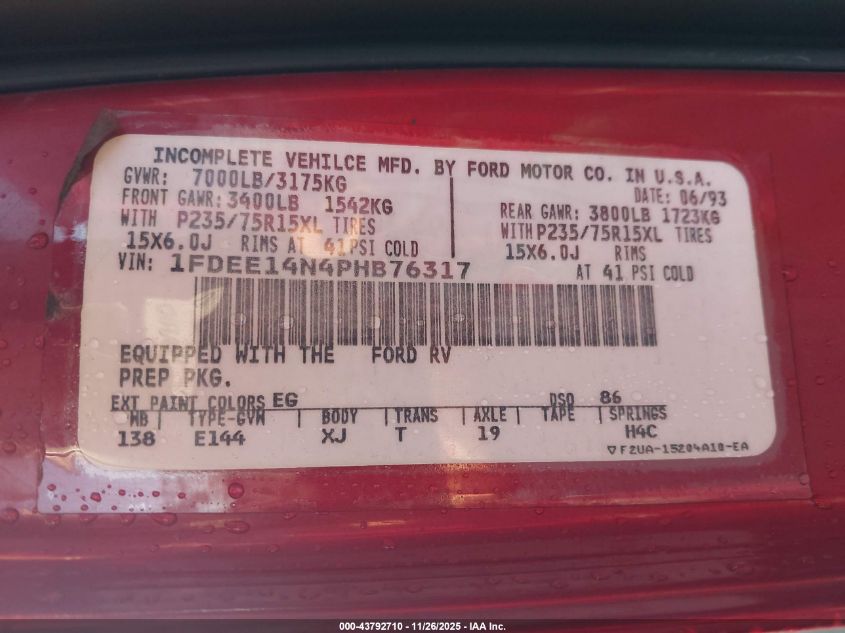 INCOMPLETE VEHILCE MFD. BY FORD MOTOR CO. IN U.S.A.
GVWR: 7000LB/3175KG
DATE: 06/93
FRONT GAWR: 3400LB 1542KG
REAR GAWR: 3800LB 1723KG
WITH P235/75R15XL TIRES
WITH P235/75R15XL TIRES
15X6.0J RIMS AT 41 PSI COLD
15X6.0J RIMS
VIN: 1FDEE14N4PHB76317
AT 41 PSI COLD
EQUIPPED WITH THE FORD RV
PREP PKG.
EXT PAINT COLORS EG DSO 86
WB TYPE-GVW BODY TRANS AXLE TAPE SPRINGS
138 E144 XJ T 19 H4C
F2UA-15204A10-EA
000-43792710 - 11/26/2025 - IAA Inc.